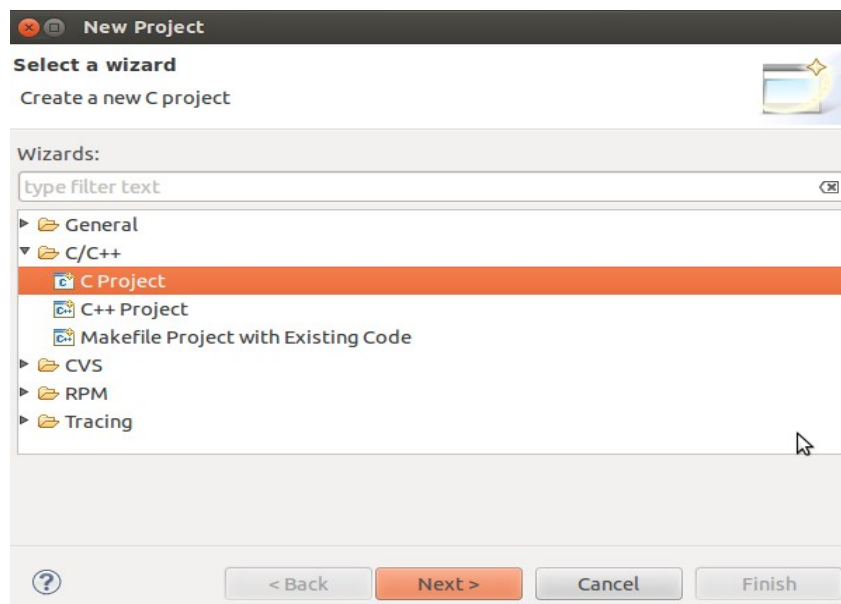 New Project
Select a wizard
Create a new C project
Wizards:
type filter text
General
C/C++
C Project
C++ Project
Makefile Project with Existing Code
CVS
RPM
Tracing
< Back Next > Cancel Finish